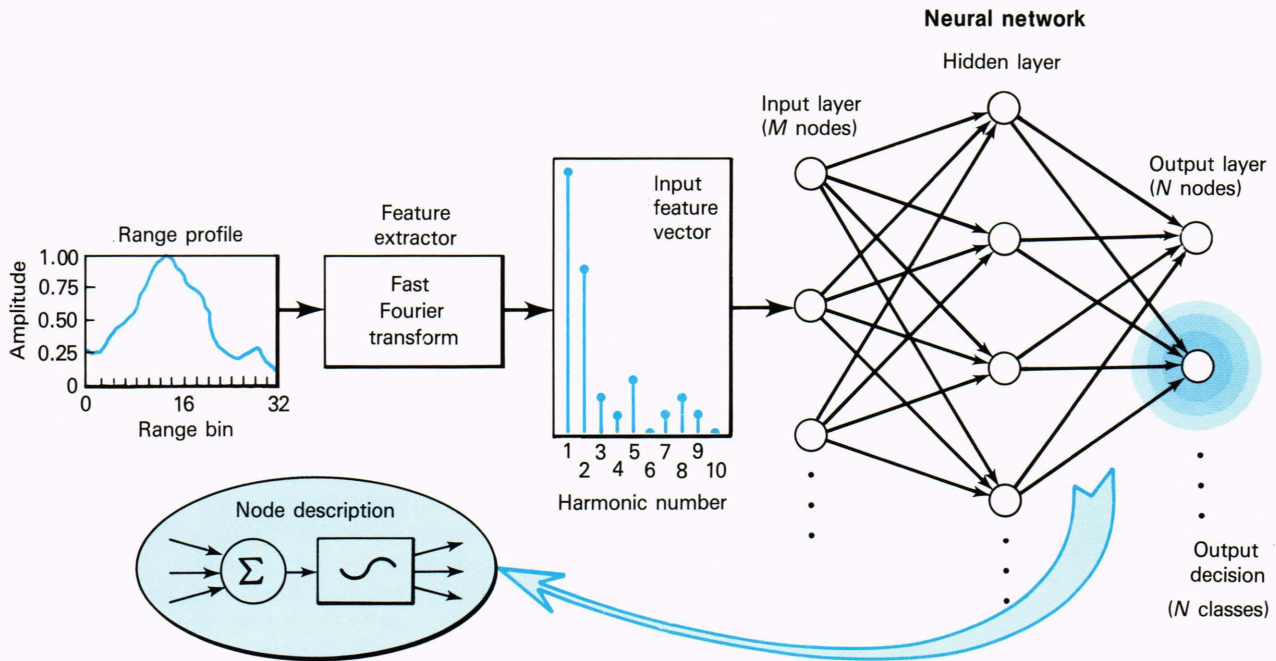 Neural network
Hidden layer
Input layer
(M nodes)
Output layer
(N nodes)
Range profile
Amplitude
1.00
0.75
0.50
0.25
0
0
16
32
Range bin
Feature
extractor
Fast
Fourier
transform
Input
feature
vector
1 3 5 7 9
2 4 6 8 10
Harmonic number
Node description
Σ
Output
decision
(N classes)